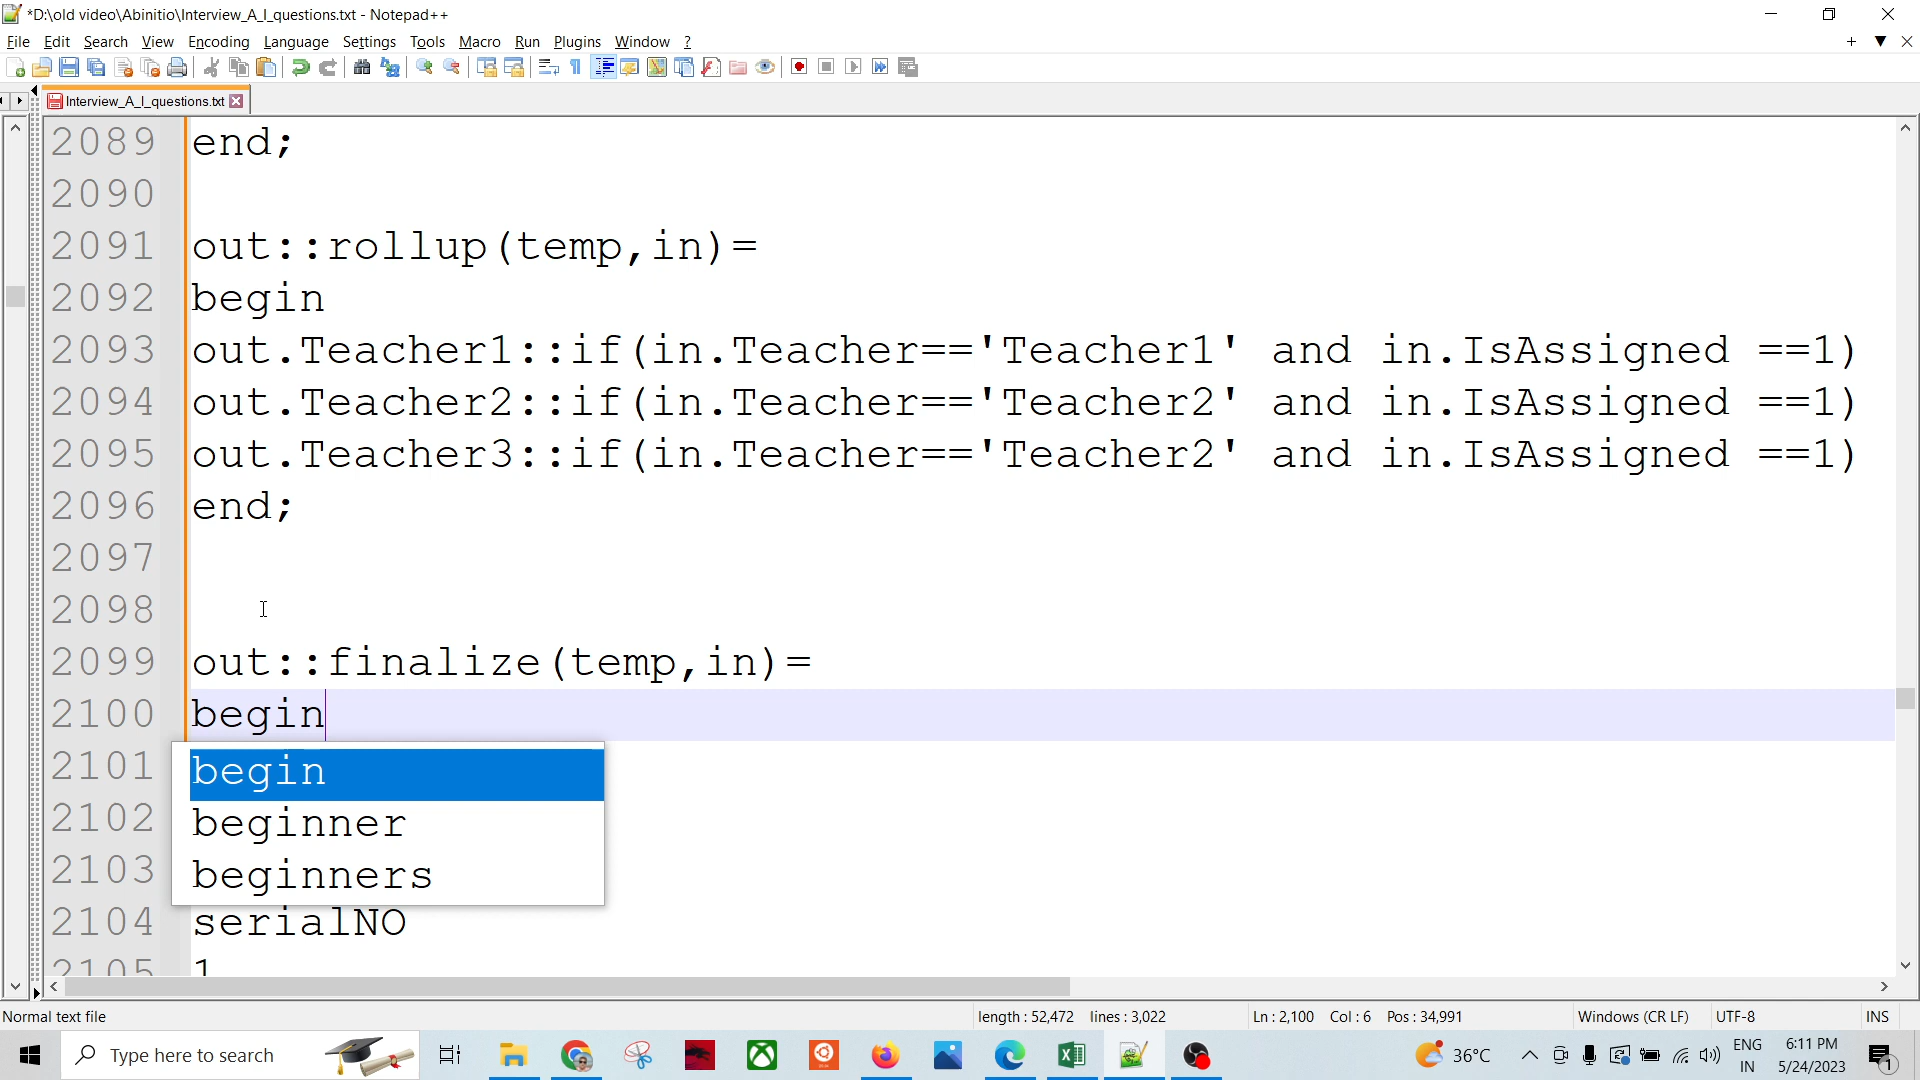 *D:\old video\Abinitio\Interview_A_I_questions.txt - Notepad++
File Edit Search View Encoding Language Settings Tools Macro Run Plugins Window ?
Interview_A_I_questions.txt
2089 end;
2090
2091 out::rollup(temp,in)=
2092 begin
2093 out.Teacher1::if(in.Teacher=='Teacher1' and in.IsAssigned ==1)
2094 out.Teacher2::if(in.Teacher=='Teacher2' and in.IsAssigned ==1)
2095 out.Teacher3::if(in.Teacher=='Teacher2' and in.IsAssigned ==1)
2096 end;
2097
2098
2099 out::finalize(temp,in)=
2100 begin
2101 begin
2102 beginner
2103 beginners
2104 serialNO
2105 1
Normal text file length : 52,472 lines : 3,022 Ln : 2,100 Col : 6 Pos : 34,991 Windows (CR LF) UTF-8 INS
Type here to search 36°C ENG IN 6:11 PM 5/24/2023 1